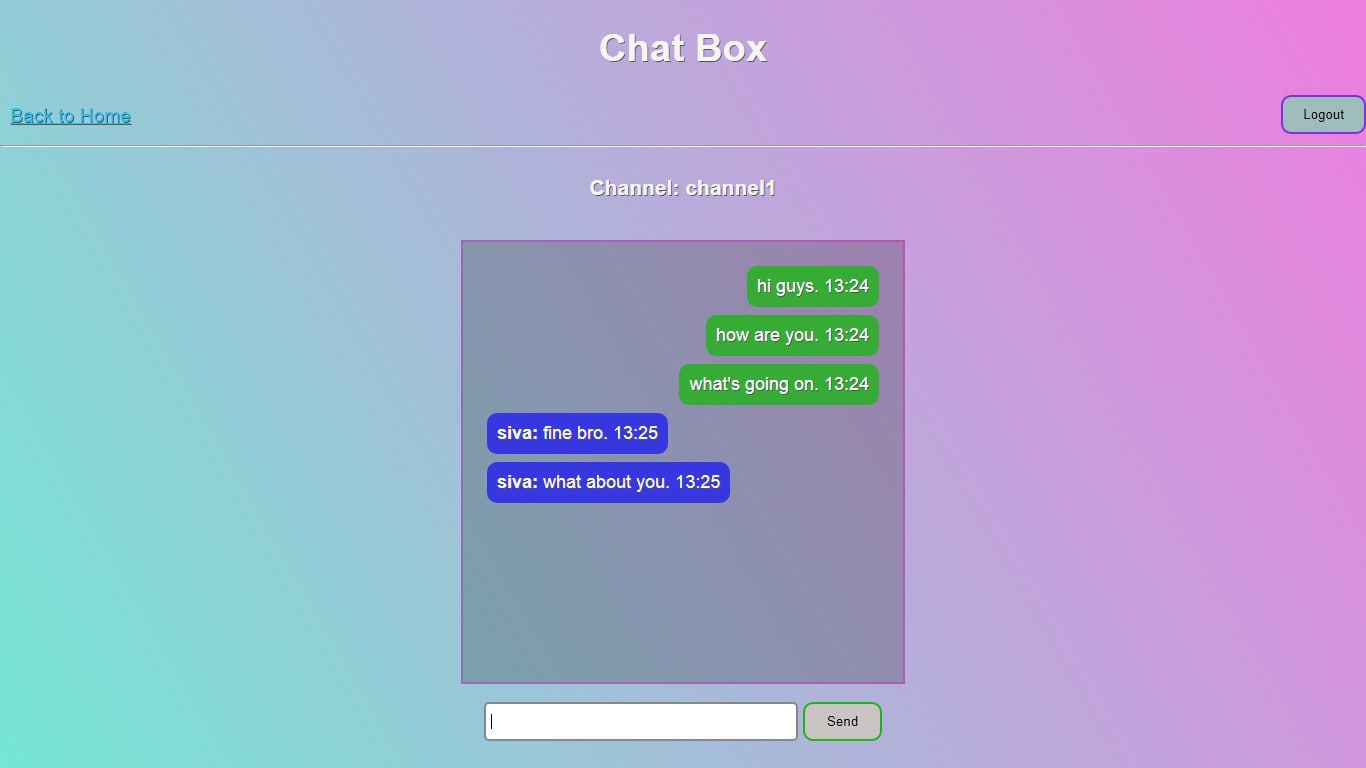 Chat Box
Back to Home
Logout
Channel: channel1
hi guys. 13:24
how are you. 13:24
what's going on. 13:24
siva: fine bro. 13:25
siva: what about you. 13:25
Send